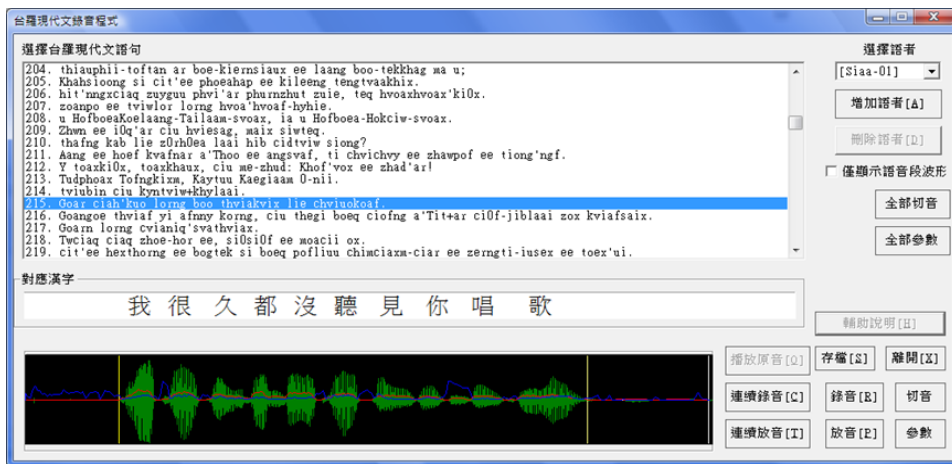 台羅現代文錄音程式
選擇台羅現代文語句
204. thiauphii-toftan ar boe-kiernsiaux ee laang boo-tekkhag ma u;
205. Khahsioong si cit'ee phoeahap ee kileeng tengtvaakhix.
206. hit'nngxciaq zuyguu phvi'ar phurnzhut zuie, teq hvoaxhvoax'ki0x.
207. zoanpo ee tviwlor lorng hvoa'hvoaf-hyhie.
208. u HofboeaKoelaang-Tailaam-svoax, ia u Hofboea-Hokciw-svoax.
209. Zhwn ee i0q'ar ciu hviesag, maix siwteq.
210. thafng kab lie z0rh0ea laai hib cidtviw siong?
211. Aang ee hoef kvafnar a'Thoo ee angsvaf, ti chvichvy ee zhawpof ee tiong'ngf.
212. Y toaxki0x, toaxkhaux, ciu me-zhud: Khof'vox ee zhad'ar!
213. Tudphoax Tofngkixm, Kaytuu Kaegiaam 0-nii.
214. tviubin ciu kyntviw+khylaai.
215. Goar ciah'kuo lorng boo thviakvix lie chviuokoaf.
216. Goangoe thviaf yi afnny korng, ciu thegi boeq ciofng a'Tit+ar ci0f-jiblaai zox kviafsaix.
217. Goarn lorng cvianiq'svathviax.
218. Twciaq ciaq zhoe-hor ee, si0si0f ee moacii ox.
219. cit'ee hexthorng ee bogtek si boeq pofliuu chimciaxm-ciar ee zerngti-iusex ee toex'ui.
對應漢字
我 很 久 都 沒 聽 見 你 唱 歌
選擇語者
[Siaa-01]
增加語者[A]
刪除語者[D]
僅顯示語音段波形
全部切音
全部參數
輔助說明[H]
播放原音[O] 存檔[S] 離開[X]
連續錄音[C] 錄音[R] 切音
連續放音[T] 放音[P] 參數